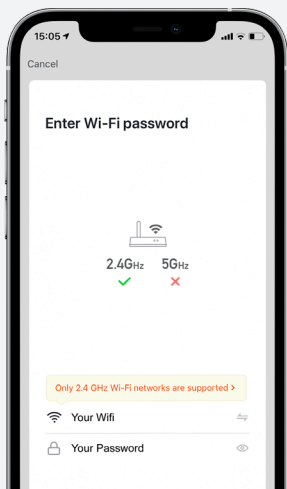 15:05
Cancel
Enter Wi-Fi password
2.4GHz 5GHz
Only 2.4 GHz Wi-Fi networks are supported >
Your Wifi
Your Password